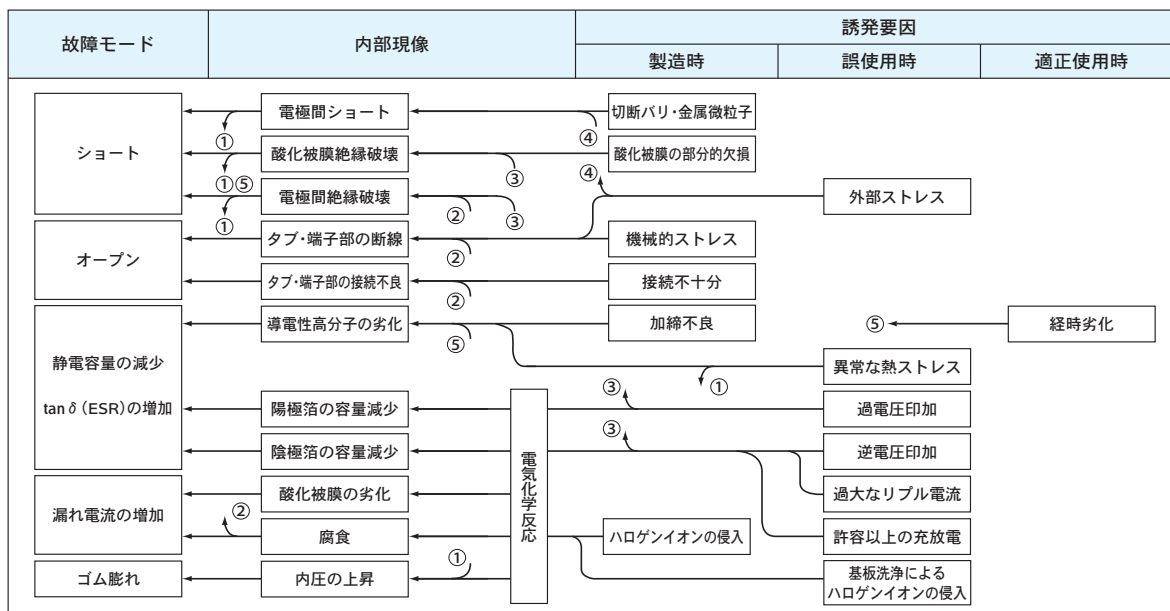 故障モード
内部現像
誘発要因
製造時
誤使用時
適正使用時
ショート
電極間ショート
切断バリ・金属微粒子
①
④
酸化被膜絶縁破壊
酸化被膜の部分的欠損
①⑤
③
④
電極間絶縁破壊
外部ストレス
①
②
③
オープン
タブ・端子部の断線
機械的ストレス
②
タブ・端子部の接続不良
接続不十分
②
静電容量の減少
tanδ(ESR)の増加
導電性高分子の劣化
加締不良
⑤
⑤
経時劣化
異常な熱ストレス
①
陽極箔の容量減少
③
過電圧印加
陰極箔の容量減少
③
逆電圧印加
電気化学反応
漏れ電流の増加
酸化被膜の劣化
過大なリプル電流
②
腐食
ハロゲンイオンの侵入
許容以上の充放電
ゴム膨れ
内圧の上昇
①
基板洗浄による
ハロゲンイオンの侵入